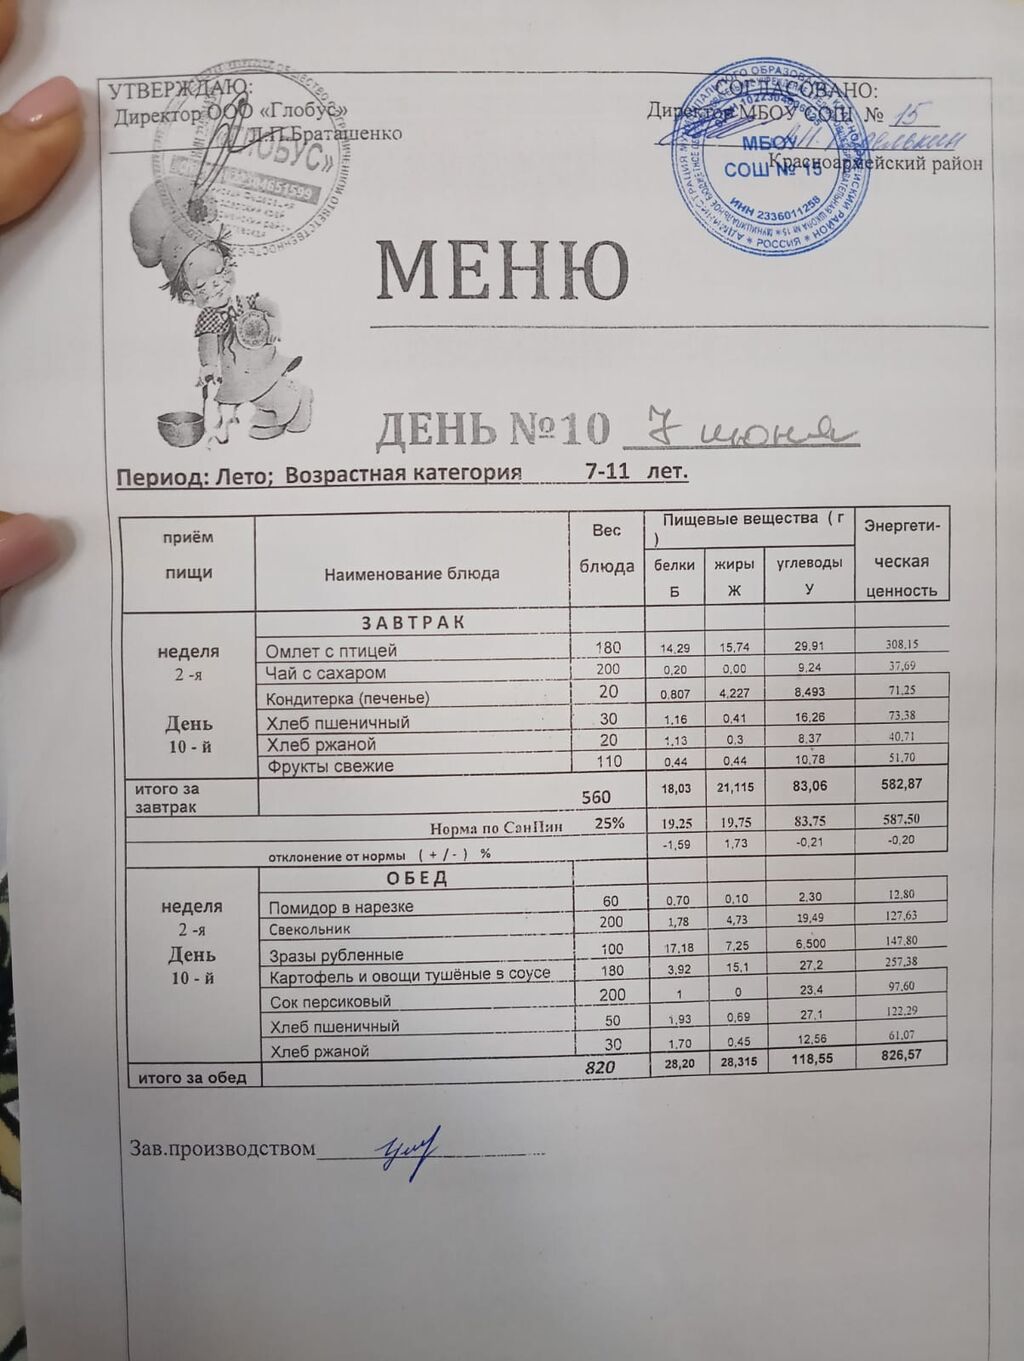 УТВЕРЖДАЮ:
Директор ООО «Глобус»
Л.П.Браташенко
СОГЛАСОВАНО:
Директор МБОУ СОШ № 15
Красноармейский район
МБОУ
СОШ № 15
ИНН 2336011258
РОССИЯ
МЕНЮ
ДЕНЬ №10 7 июня
Период: Лето; Возрастная категория 7-11 лет.
приём пищи Наименование блюда Вес блюда Пищевые вещества ( г ) Энергети-ческая ценность
белки Б жиры Ж углеводы У
ЗАВТРАК
неделя
2 -я
День
10 - й
Омлет с птицей 180 14,29 15,74 29,91 308,15
Чай с сахаром 200 0,20 0,00 9,24 37,69
Кондитерка (печенье) 20 0,807 4,227 8,493 71,25
Хлеб пшеничный 30 1,16 0,41 16,26 73,38
Хлеб ржаной 20 1,13 0,3 8,37 40,71
Фрукты свежие 110 0,44 0,44 10,78 51,70
итого за завтрак 560 18,03 21,115 83,06 582,87
Норма по СанПин 25% 19,25 19,75 83,75 587,50
отклонение от нормы ( + / - ) % -1,59 1,73 -0,21 -0,20
ОБЕД
неделя
2 -я
День
10 - й
Помидор в нарезке 60 0,70 0,10 2,30 12,80
Свекольник 200 1,78 4,73 19,49 127,63
Зразы рубленные 100 17,18 7,25 6,500 147,80
Картофель и овощи тушёные в соусе 180 3,92 15,1 27,2 257,38
Сок персиковый 200 1 0 23,4 97,60
Хлеб пшеничный 50 1,93 0,69 27,1 122,29
Хлеб ржаной 30 1,70 0,45 12,56 61,07
итого за обед 820 28,20 28,315 118,55 826,57
Зав.производством